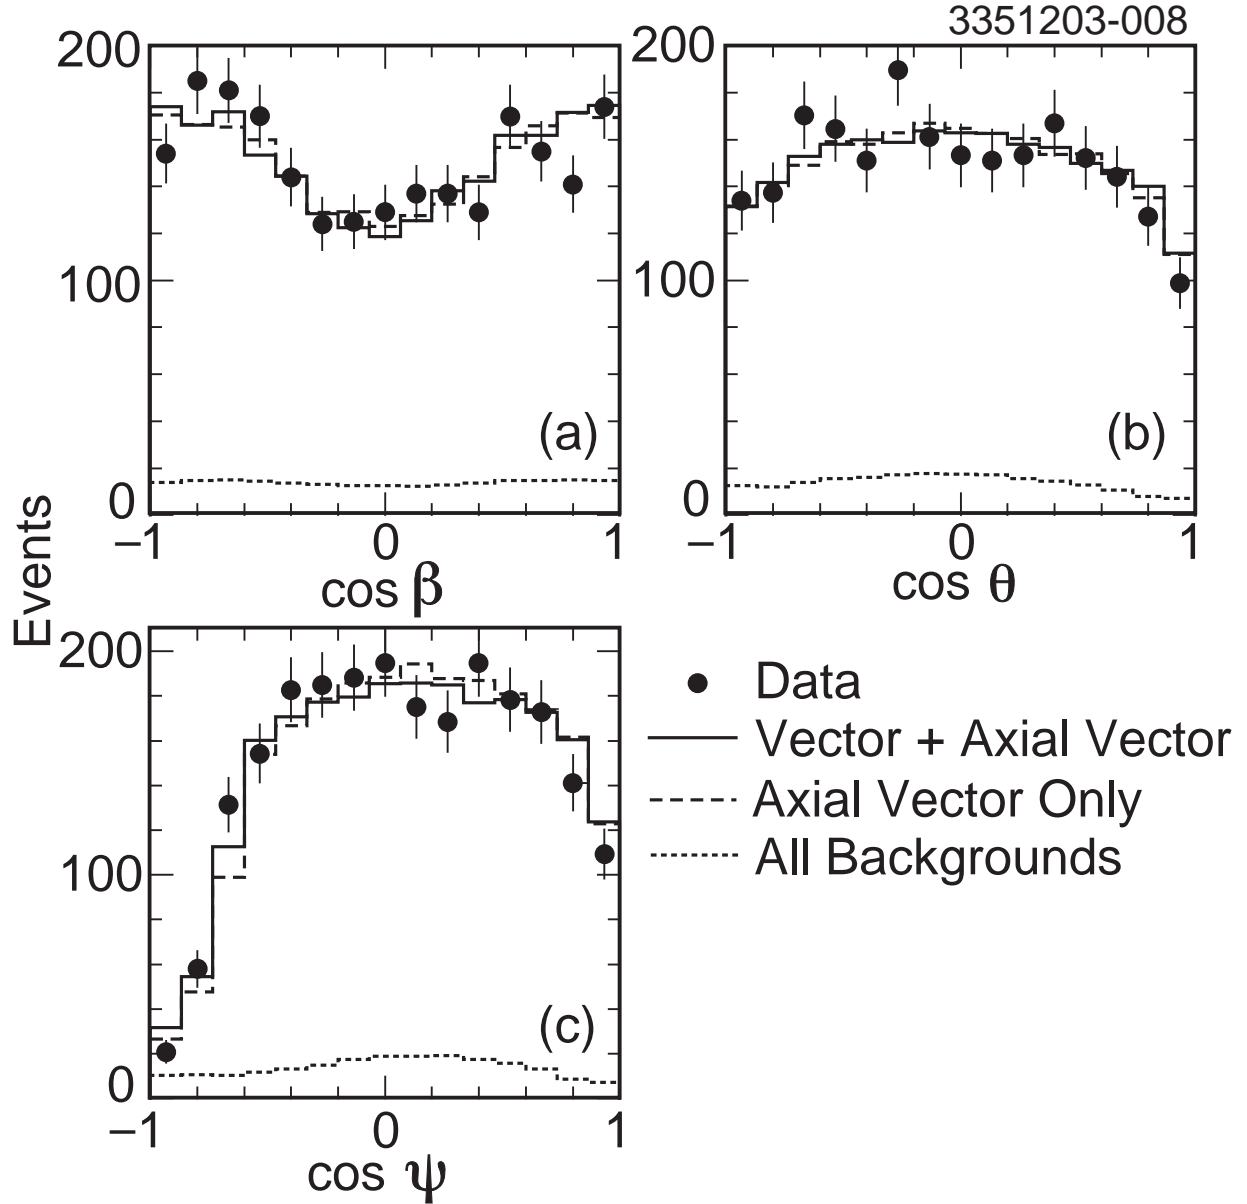 3351203-008
200
100
0
−1 0 1
cos β
(a)
200
100
0
−1 0 1
cos θ
(b)
Events
200
100
0
−1 0 1
cos ψ
(c)
Data
Vector + Axial Vector
Axial Vector Only
All Backgrounds